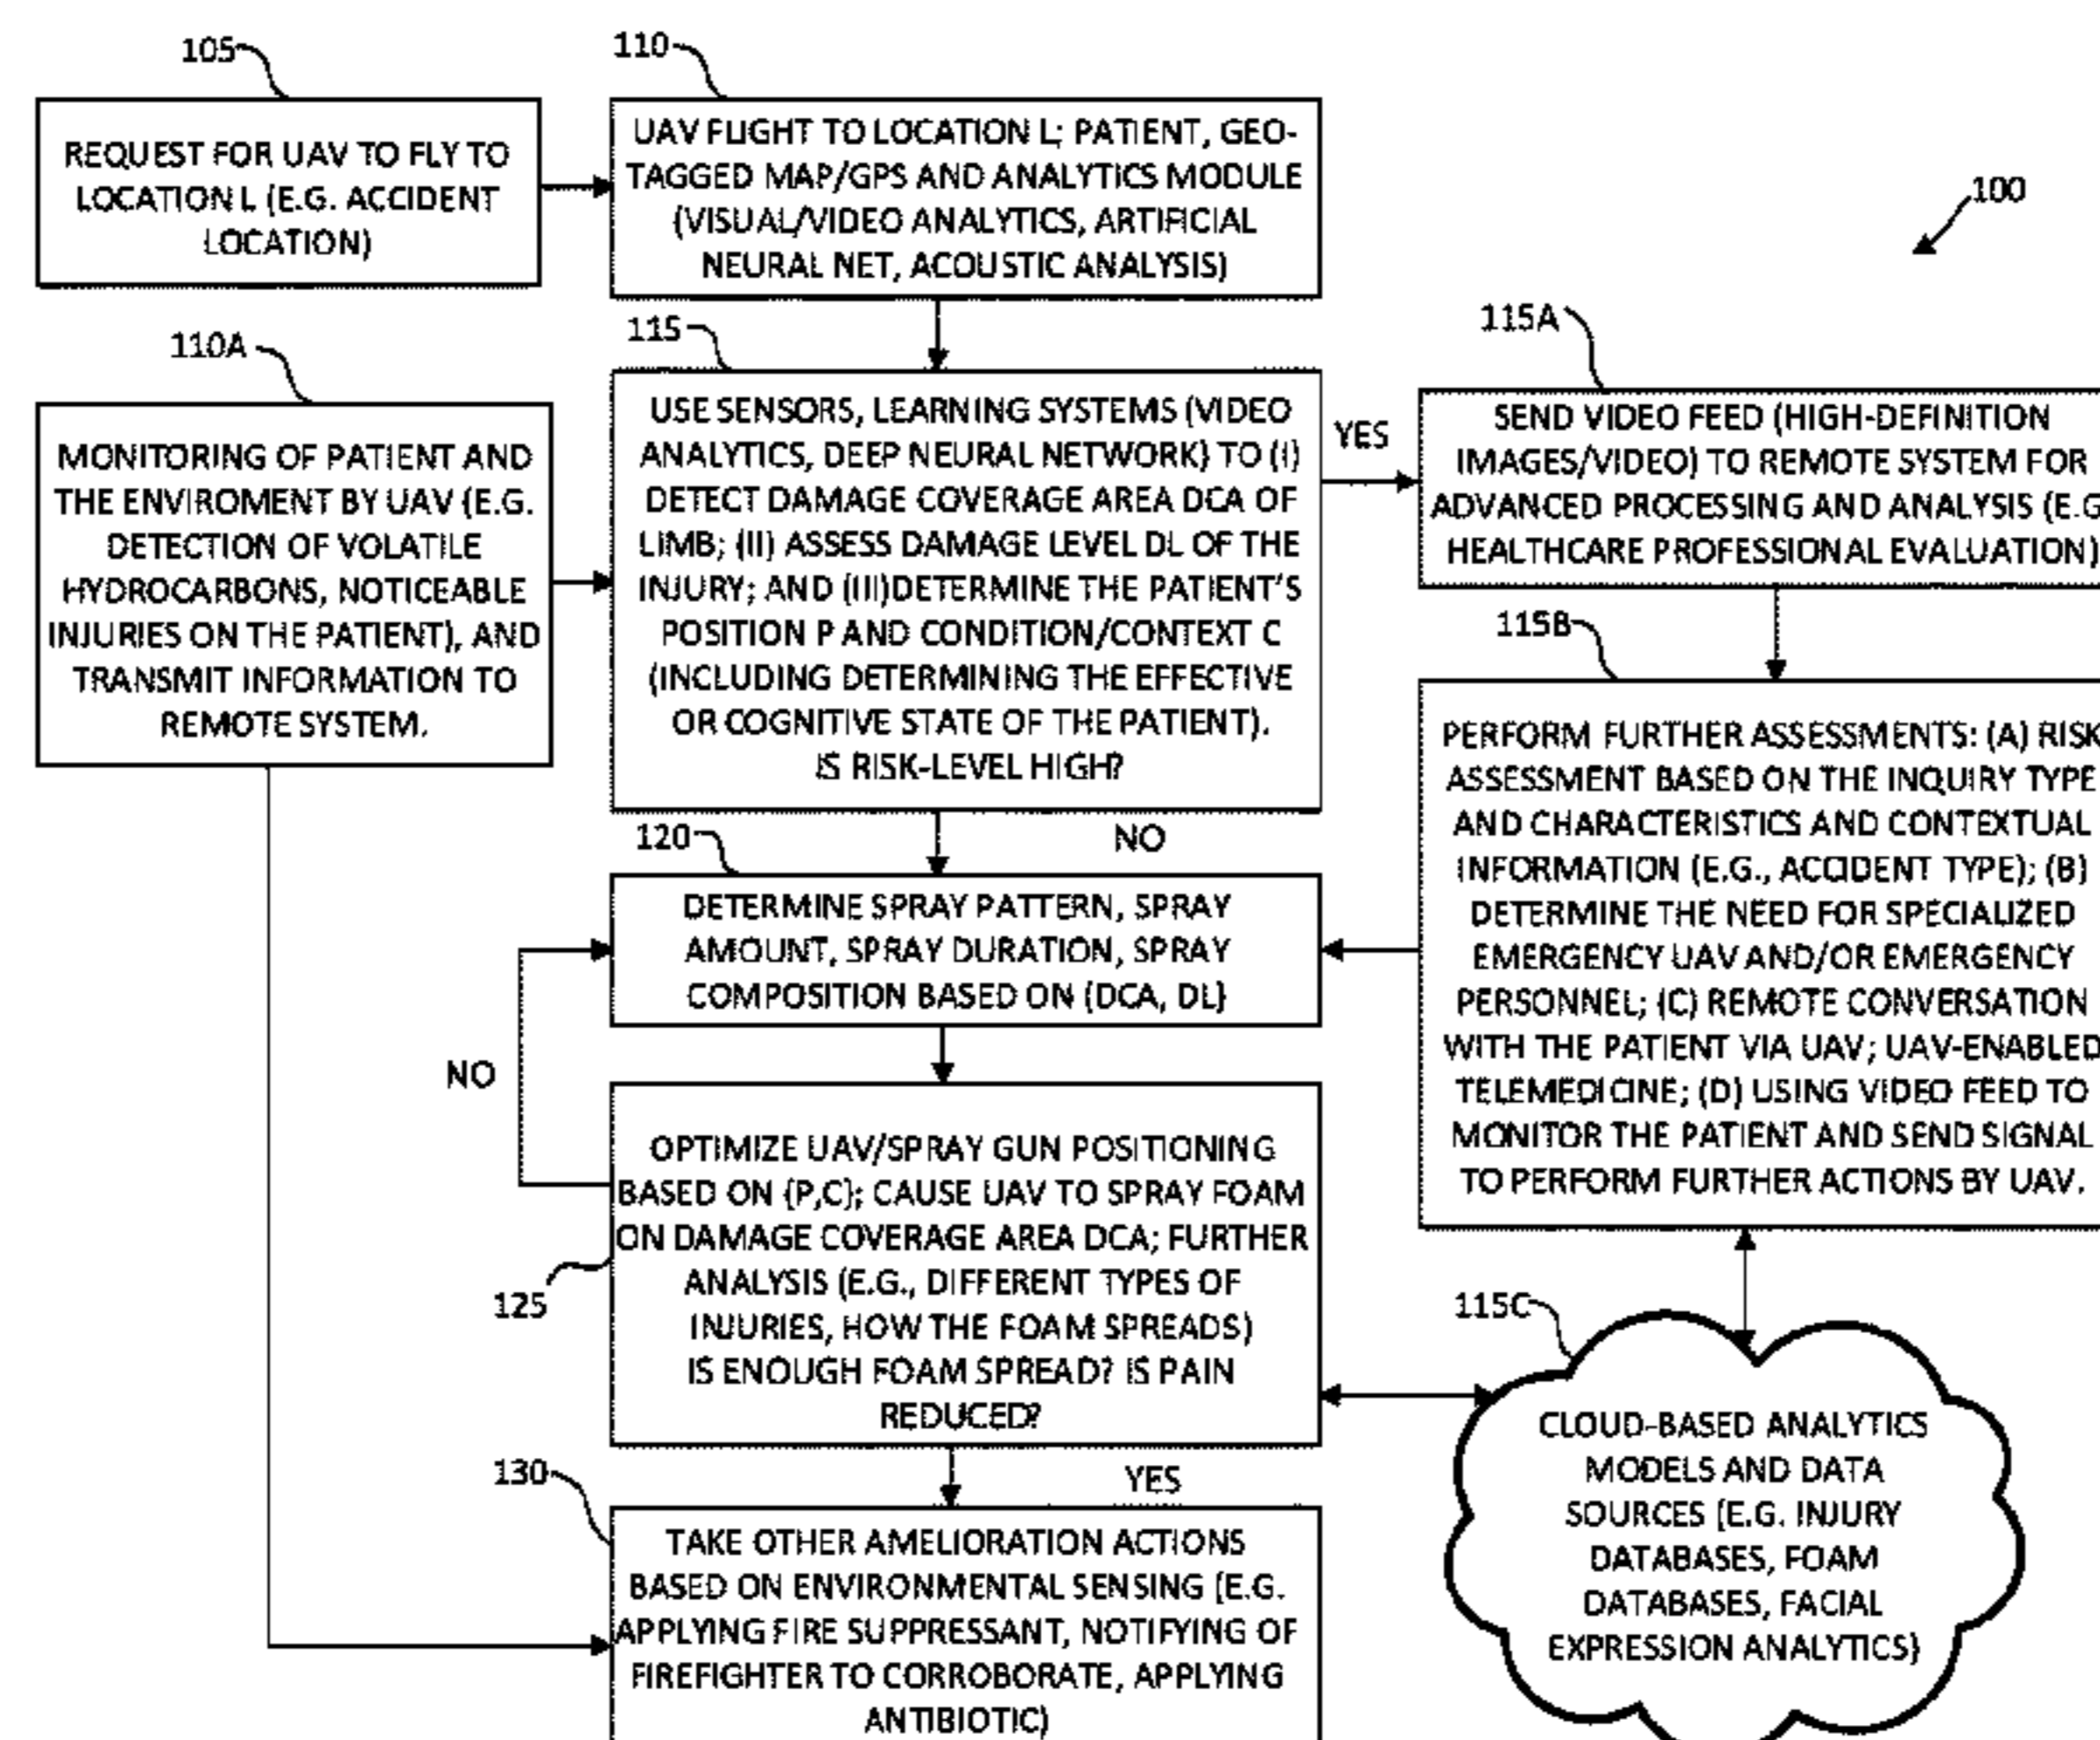 105
REQUEST FOR UAV TO FLY TO
LOCATION L (E.G. ACCIDENT
LOCATION)
110
UAV FLIGHT TO LOCATION L; PATIENT, GEO-
TAGGED MAP/GPS AND ANALYTICS MODULE
(VISUAL/VIDEO ANALYTICS, ARTIFICIAL
NEURAL NET, ACOUSTIC ANALYSIS)
100
110A
MONITORING OF PATIENT AND
THE ENVIROMENT BY UAV (E.G.
DETECTION OF VOLATILE
HYDROCARBONS, NOTICEABLE
INJURIES ON THE PATIENT), AND
TRANSMIT INFORMATION TO
REMOTE SYSTEM.
115
USE SENSORS, LEARNING SYSTEMS (VIDEO
ANALYTICS, DEEP NEURAL NETWORK) TO (I)
DETECT DAMAGE COVERAGE AREA DCA OF
LIMB; (II) ASSESS DAMAGE LEVEL DL OF THE
INJURY; AND (III)DETERMINE THE PATIENT'S
POSITION P AND CONDITION/CONTEXT C
(INCLUDING DETERMINING THE EFFECTIVE
OR COGNITIVE STATE OF THE PATIENT).
IS RISK-LEVEL HIGH?
YES
115A
SEND VIDEO FEED (HIGH-DEFINITION
IMAGES/VIDEO) TO REMOTE SYSTEM FOR
ADVANCED PROCESSING AND ANALYSIS (E.G
HEALTHCARE PROFESSIONAL EVALUATION)
115B
PERFORM FURTHER ASSESSMENTS: (A) RISK
ASSESSMENT BASED ON THE INQUIRY TYPE
AND CHARACTERISTICS AND CONTEXTUAL
INFORMATION (E.G., ACCIDENT TYPE); (B)
DETERMINE THE NEED FOR SPECIALIZED
EMERGENCY UAV AND/OR EMERGENCY
PERSONNEL; (C) REMOTE CONVERSATION
WITH THE PATIENT VIA UAV; UAV-ENABLED
TELEMEDICINE; (D) USING VIDEO FEED TO
MONITOR THE PATIENT AND SEND SIGNAL
TO PERFORM FURTHER ACTIONS BY UAV.
NO
120
DETERMINE SPRAY PATTERN, SPRAY
AMOUNT, SPRAY DURATION, SPRAY
COMPOSITION BASED ON {DCA, DL}
NO
125
OPTIMIZE UAV/SPRAY GUN POSITIONING
BASED ON {P,C}; CAUSE UAV TO SPRAY FOAM
ON DAMAGE COVERAGE AREA DCA; FURTHER
ANALYSIS (E.G., DIFFERENT TYPES OF
INJURIES, HOW THE FOAM SPREADS)
IS ENOUGH FOAM SPREAD? IS PAIN
REDUCED?
YES
130
TAKE OTHER AMELIORATION ACTIONS
BASED ON ENVIRONMENTAL SENSING (E.G.
APPLYING FIRE SUPPRESSANT, NOTIFYING OF
FIREFIGHTER TO CORROBORATE, APPLYING
ANTIBIOTIC)
115C
CLOUD-BASED ANALYTICS
MODELS AND DATA
SOURCES (E.G. INJURY
DATABASES, FOAM
DATABASES, FACIAL
EXPRESSION ANALYTICS)